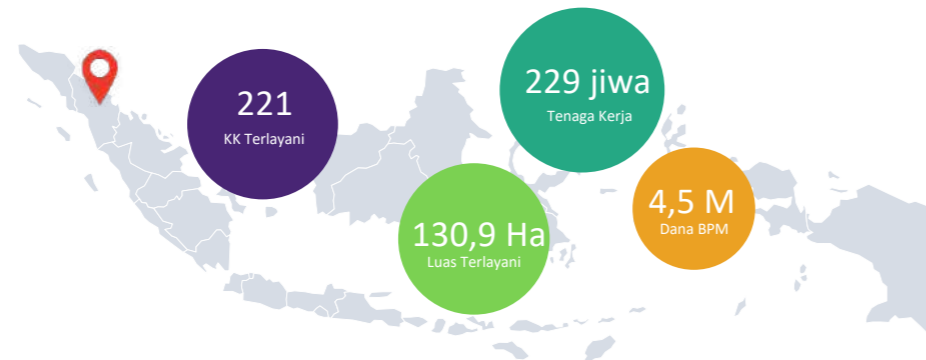 221
KK Terlayani
229 jiwa
Tenaga Kerja
130,9 Ha
Luas Terlayani
4,5 M
Dana BPM